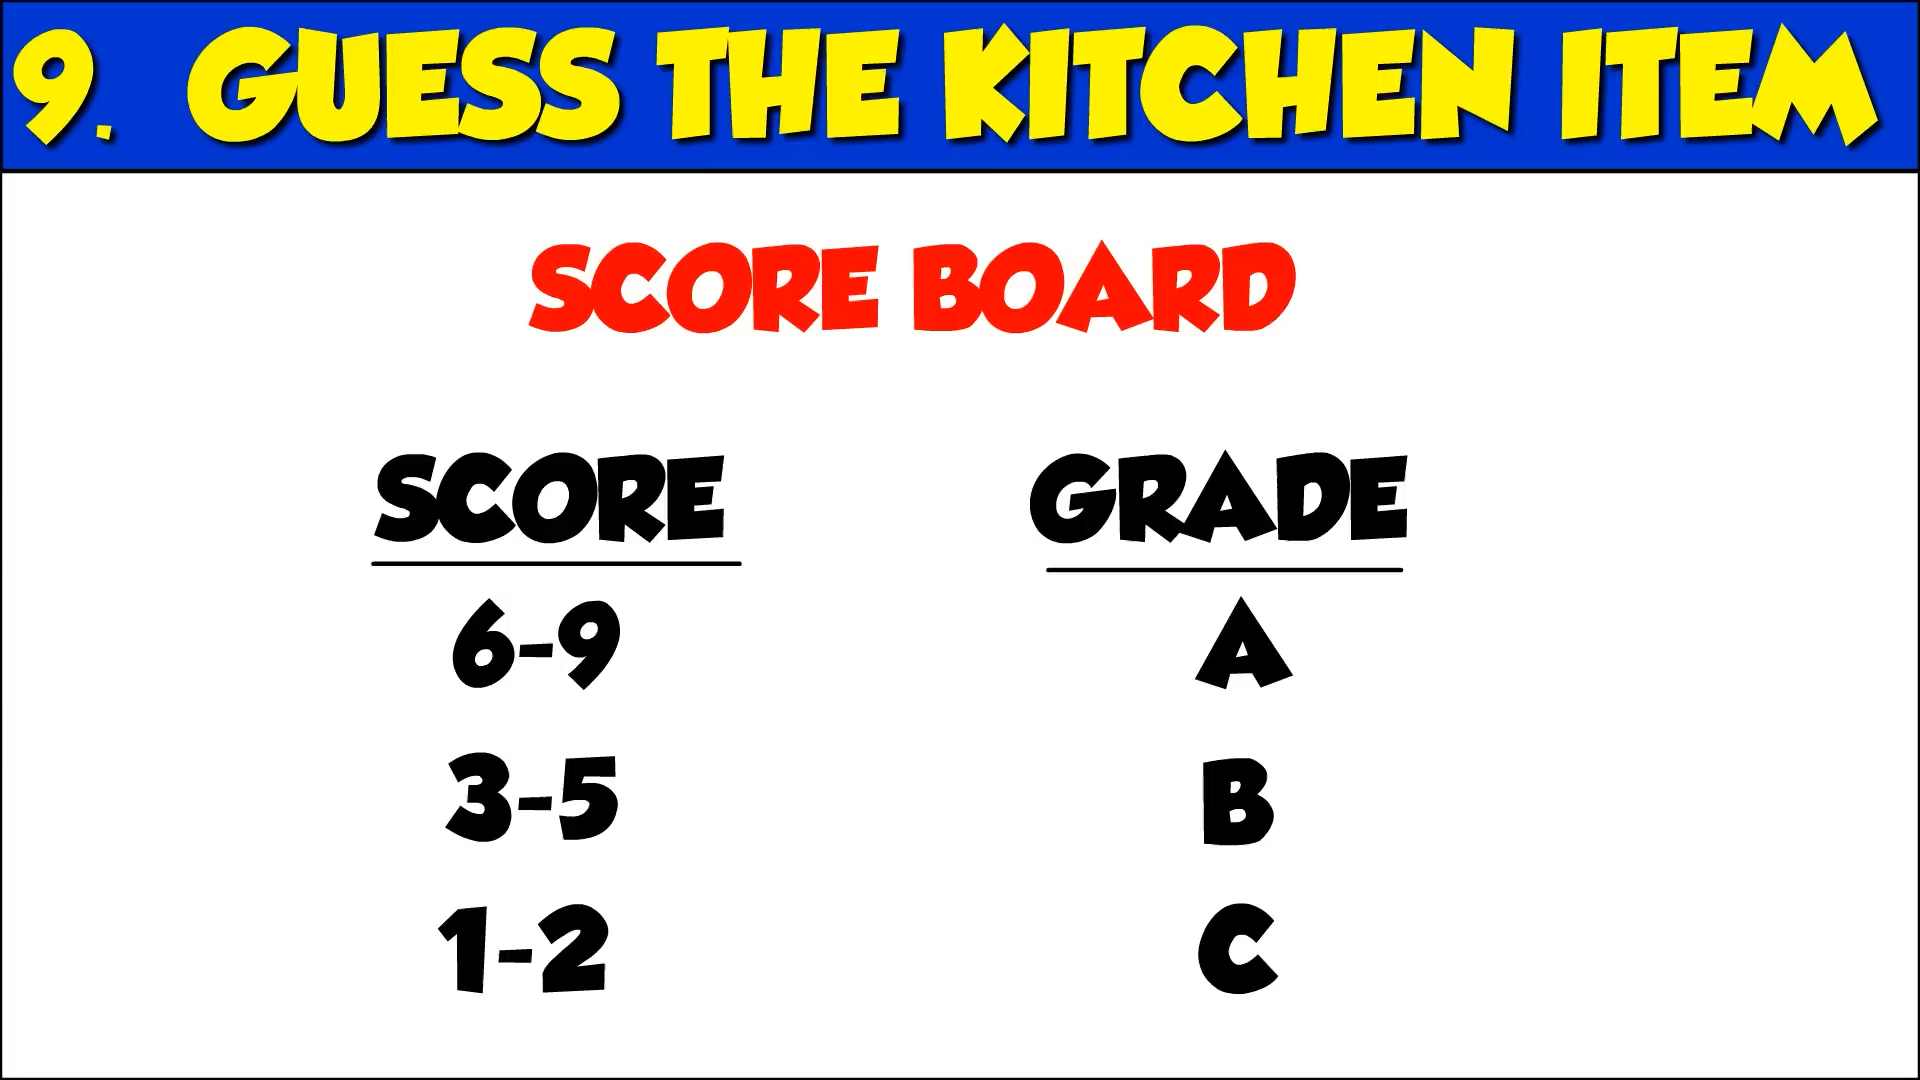 9. GUESS THE KITCHEN ITEM
SCORE BOARD
SCORE GRADE
6-9 A
3-5 B
1-2 C